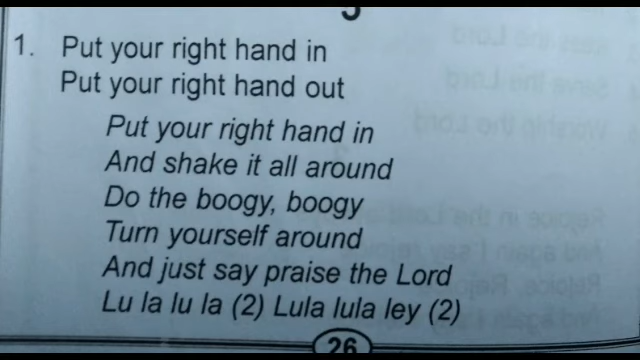 1. Put your right hand in
Put your right hand out
Put your right hand in
And shake it all around
Do the boogy, boogy
Turn yourself around
And just say praise the Lord
Lu la lu la (2) Lula lula ley (2)
26